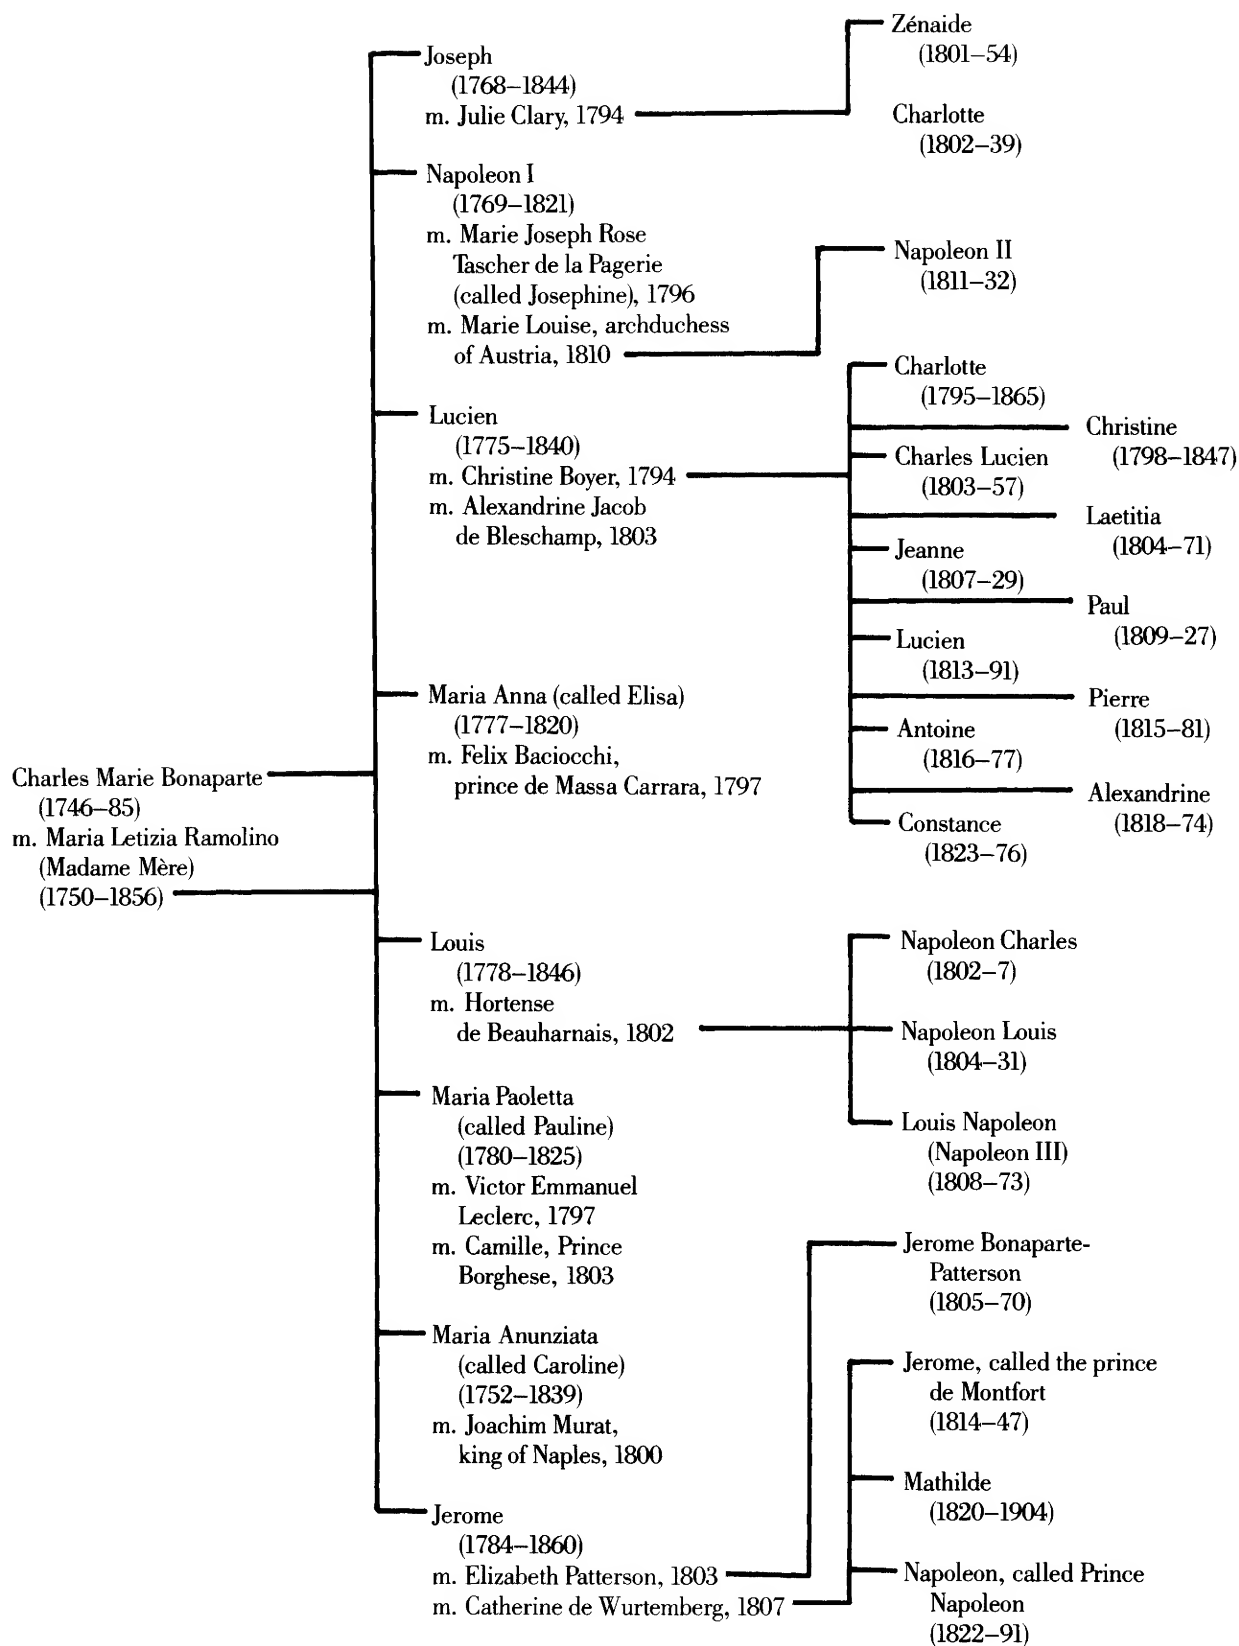 Charles Marie Bonaparte
(1746–85)
m. Maria Letizia Ramolino
(Madame Mère)
(1750–1856)
Joseph
(1768–1844)
m. Julie Clary, 1794
Napoleon I
(1769–1821)
m. Marie Joseph Rose
Tascher de la Pagerie
(called Josephine), 1796
m. Marie Louise, archduchess
of Austria, 1810
Lucien
(1775–1840)
m. Christine Boyer, 1794
m. Alexandrine Jacob
de Bleschamp, 1803
Maria Anna (called Elisa)
(1777–1820)
m. Felix Baciocchi,
prince de Massa Carrara, 1797
Louis
(1778–1846)
m. Hortense
de Beauharnais, 1802
Maria Paoletta
(called Pauline)
(1780–1825)
m. Victor Emmanuel
Leclerc, 1797
m. Camille, Prince
Borghese, 1803
Maria Anunziata
(called Caroline)
(1752–1839)
m. Joachim Murat,
king of Naples, 1800
Jerome
(1784–1860)
m. Elizabeth Patterson, 1803
m. Catherine de Wurtemberg, 1807
Zénaide
(1801–54)
Charlotte
(1802–39)
Napoleon II
(1811–32)
Charlotte
(1795–1865)
Christine
(1798–1847)
Charles Lucien
(1803–57)
Laetitia
(1804–71)
Jeanne
(1807–29)
Paul
(1809–27)
Lucien
(1813–91)
Pierre
(1815–81)
Antoine
(1816–77)
Alexandrine
(1818–74)
Constance
(1823–76)
Napoleon Charles
(1802–7)
Napoleon Louis
(1804–31)
Louis Napoleon
(Napoleon III)
(1808–73)
Jerome Bonaparte-
Patterson
(1805–70)
Jerome, called the prince
de Montfort
(1814–47)
Mathilde
(1820–1904)
Napoleon, called Prince
Napoleon
(1822–91)